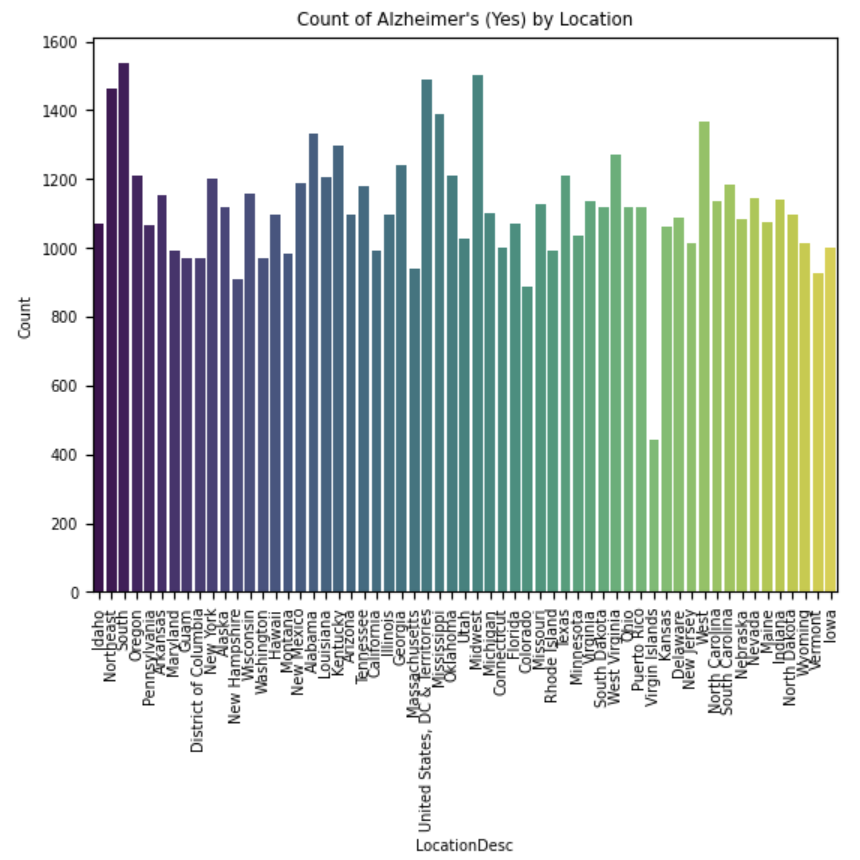 Count of Alzheimer's (Yes) by Location
Count
1600
1400
1200
1000
800
600
400
200
0
Idaho
Northeast
South
Oregon
Pennsylvania
Arkansas
Maryland
Guam
District of Columbia
New York
Alaska
New Hampshire
Wisconsin
Washington
Hawaii
Montana
New Mexico
Alabama
Louisiana
Kentucky
Arizona
Tennessee
California
Illinois
Georgia
Massachusetts
United States, DC & Territories
Mississippi
Oklahoma
Utah
Midwest
Michigan
Connecticut
Florida
Colorado
Missouri
Rhode Island
Texas
Minnesota
Virginia
South Dakota
West Virginia
Ohio
Puerto Rico
Virgin Islands
Kansas
Delaware
New Jersey
West
North Carolina
South Carolina
Nebraska
Nevada
Maine
Indiana
North Dakota
Wyoming
Vermont
Iowa
LocationDesc